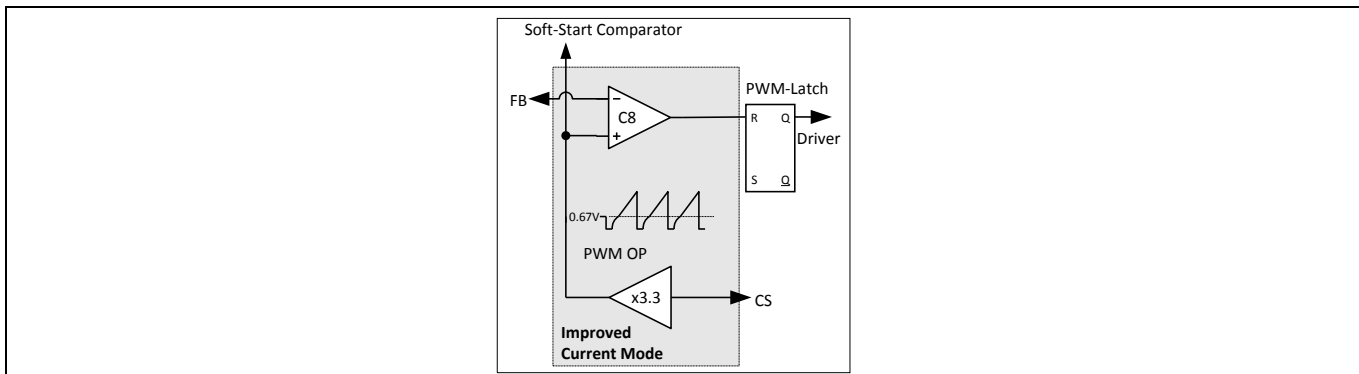 Soft-Start Comparator
FB
C8
−
+
PWM-Latch
R
Q
S
Q
Driver
0.67V
PWM OP
x3.3
CS
Improved
Current Mode